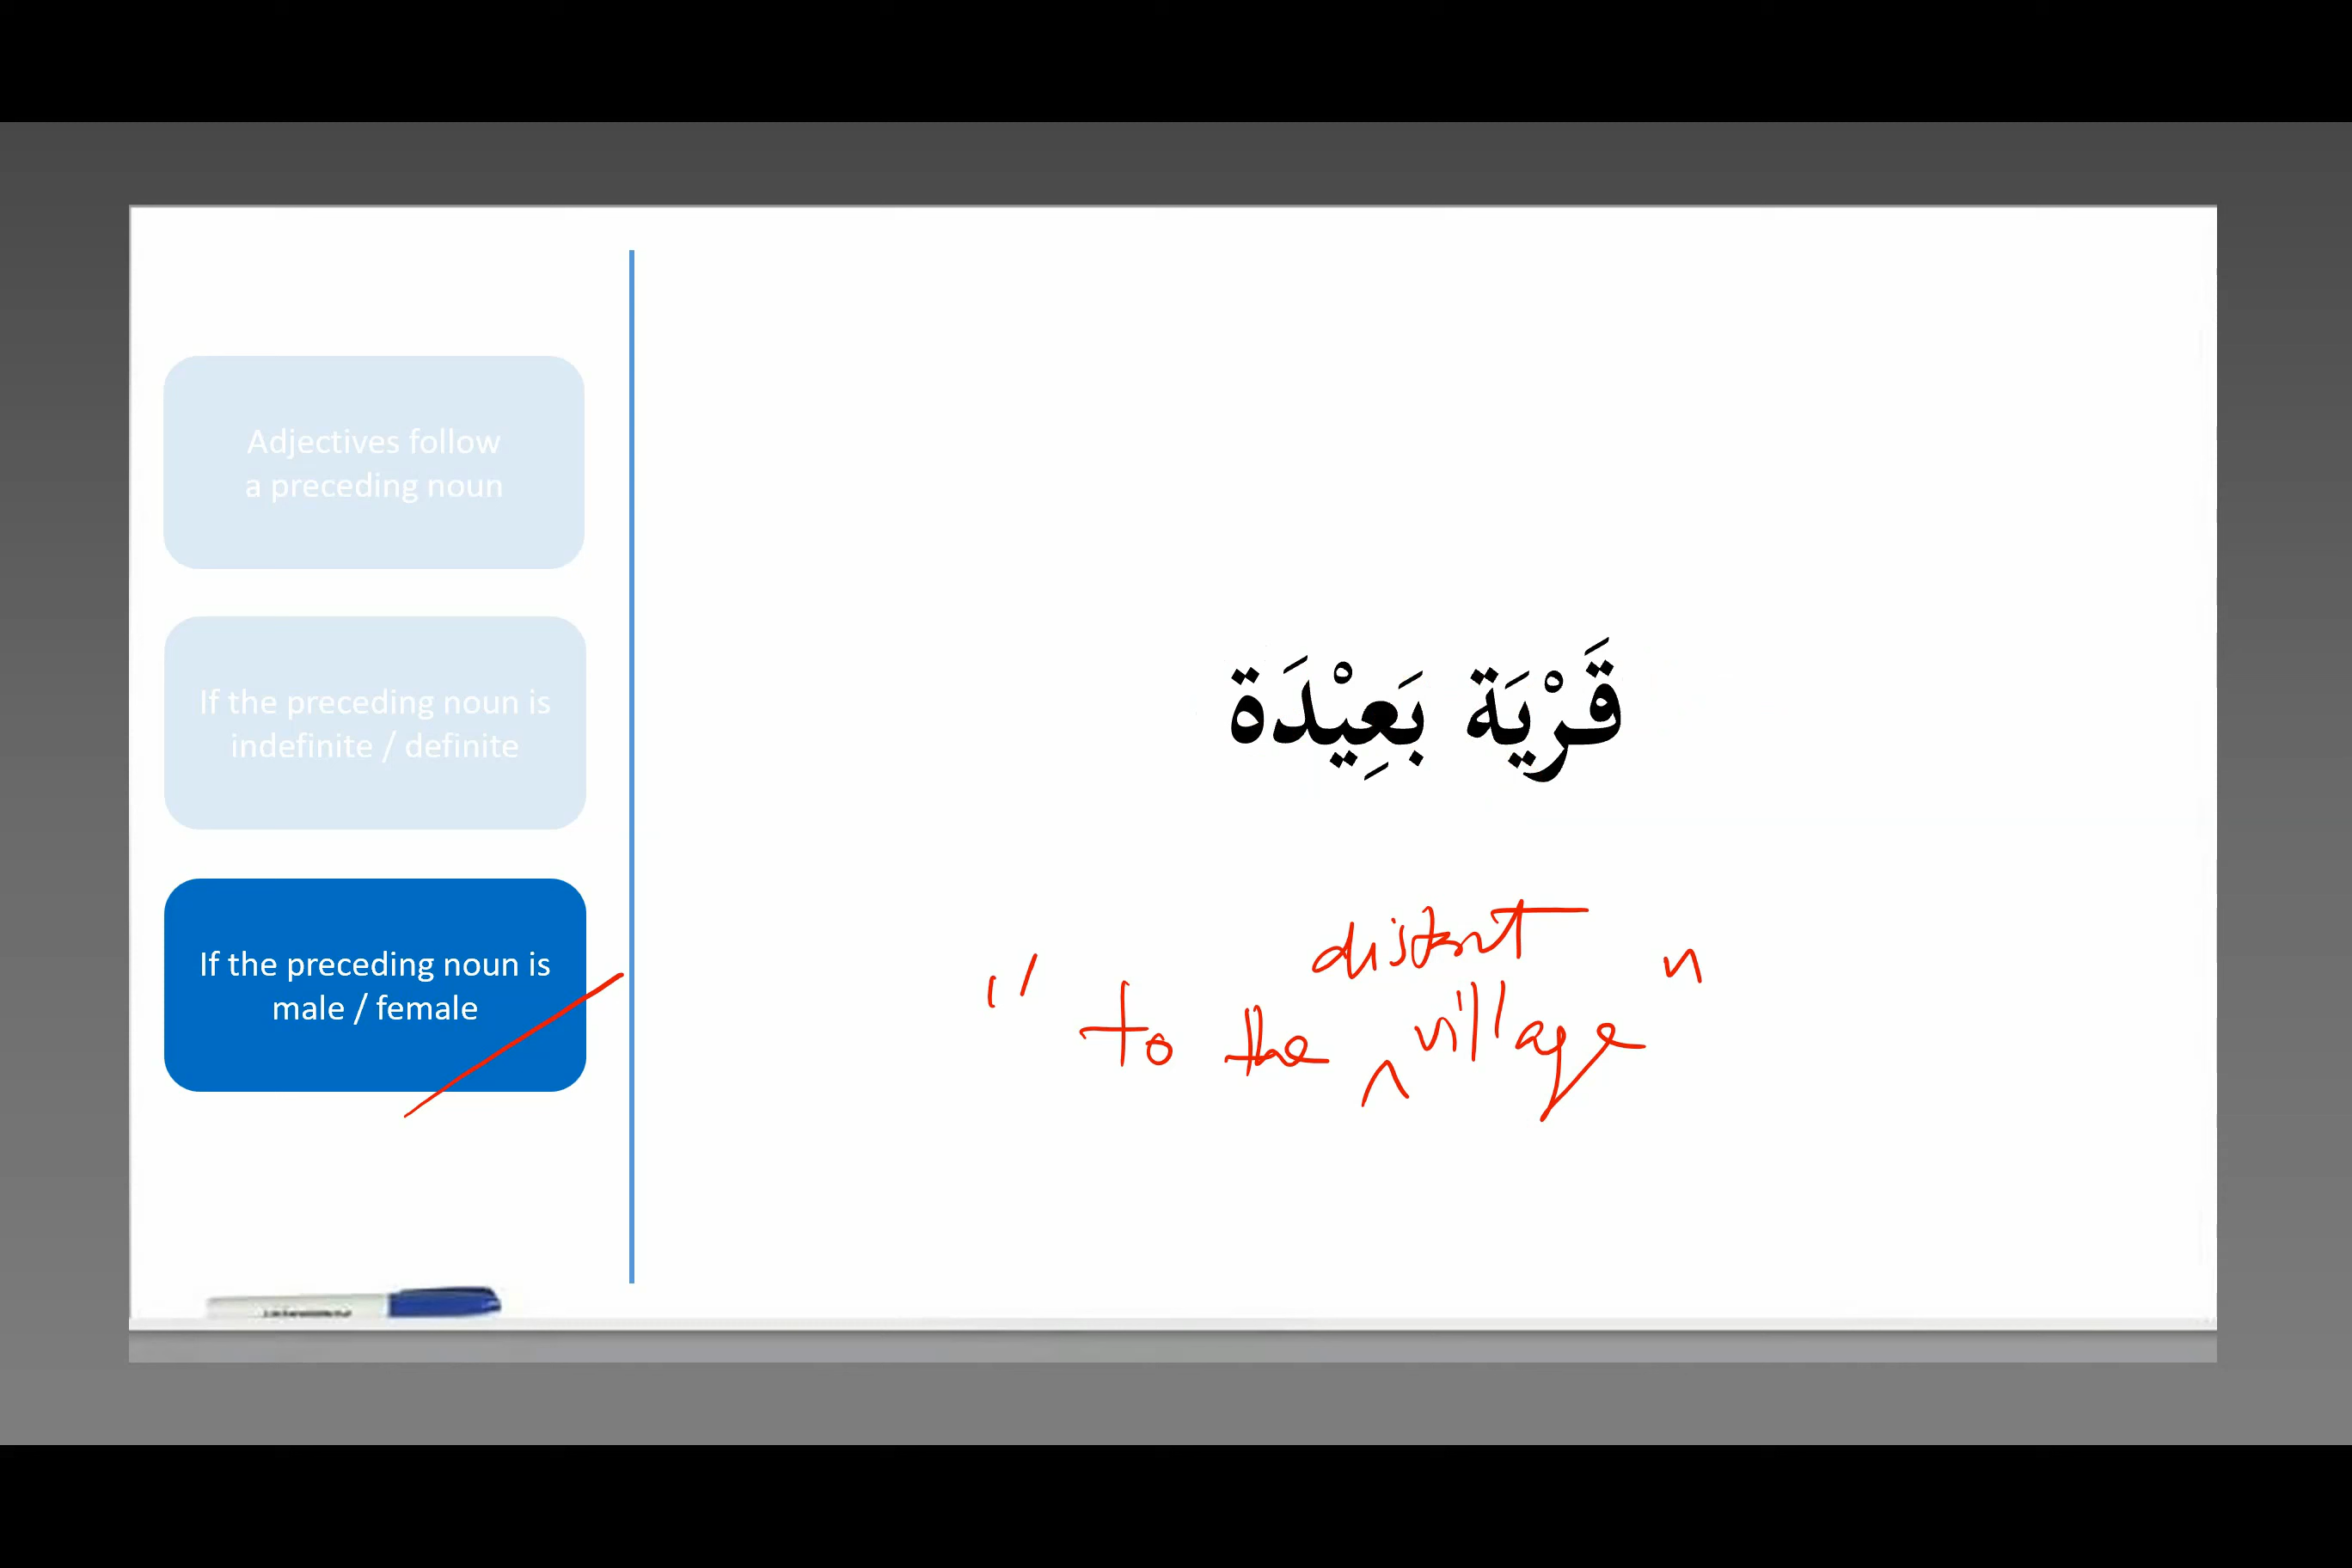 Adjectives follow
a preceding noun
If the preceding noun is
indefinite / definite
If the preceding noun is
male / female
قَرْيَة بَعِيْدَة
distant
" to the ^ village "